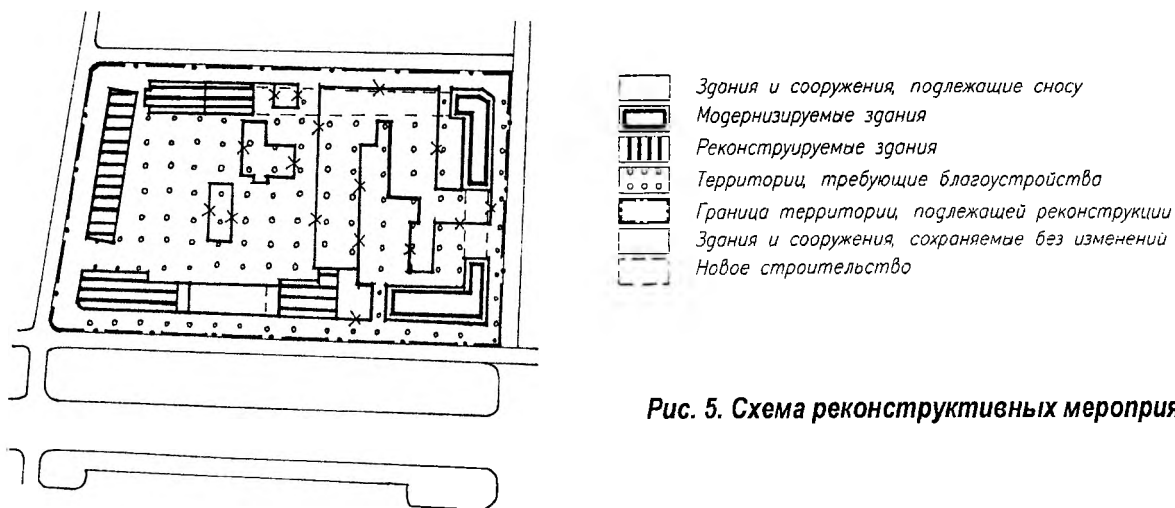 Здания и сооружения, подлежащие сносу
Модернизируемые здания
Реконструируемые здания
Территории, требующие благоустройства
Граница территории, подлежащей реконструкции
Здания и сооружения, сохраняемые без изменений
Новое строительство
Рис. 5. Схема реконструктивных меропри